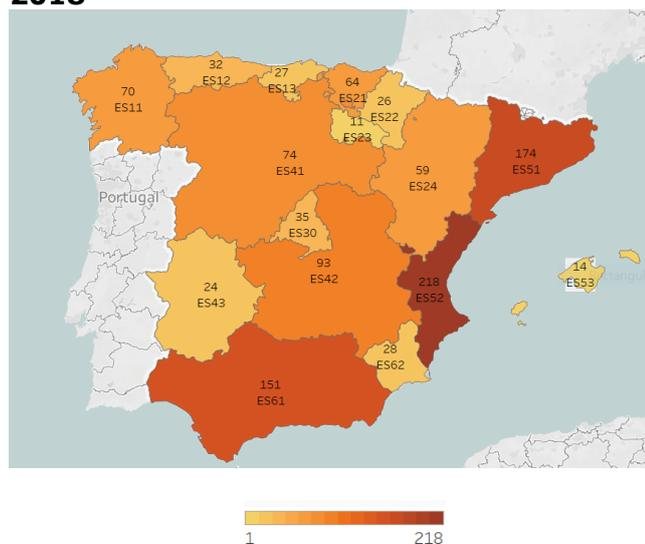 32
ES12
27
ES13
64
ES21
26
ES22
70
ES11
11
ES23
74
ES41
174
ES51
59
ES24
Portugal
35
ES30
93
ES42
14
ES53
24
ES43
218
ES52
28
ES62
151
ES61
1 218